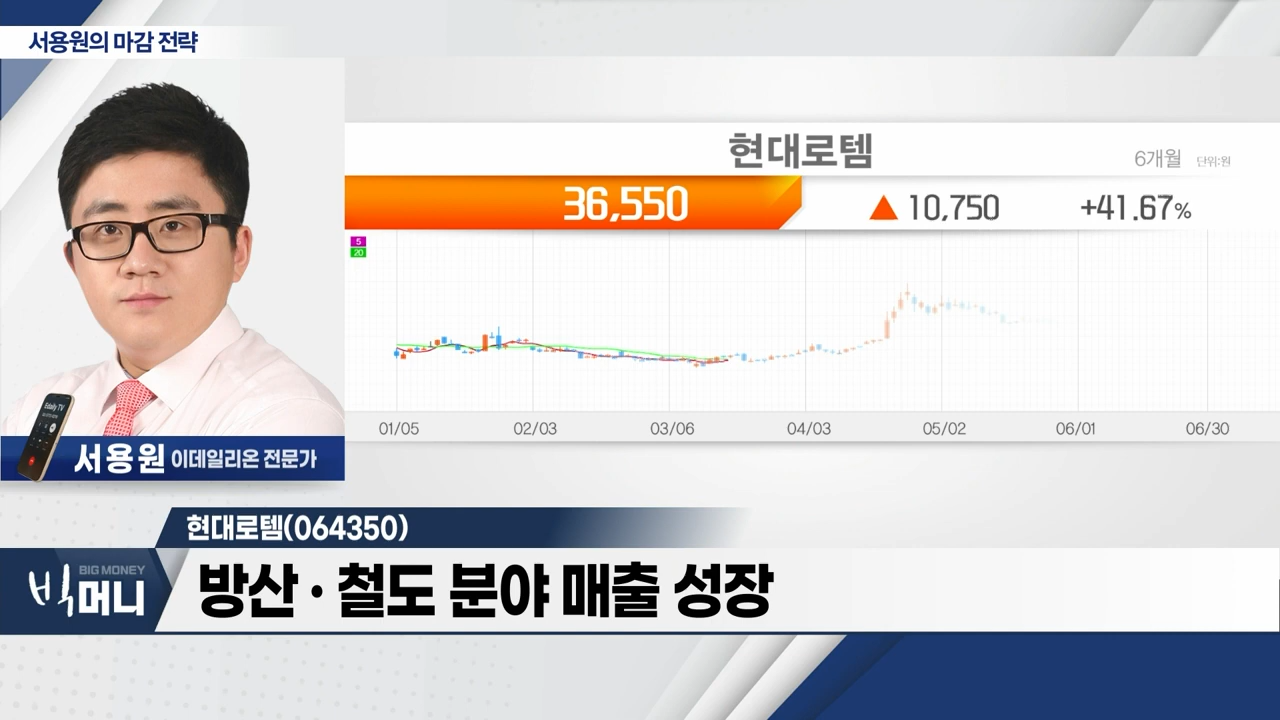 서용원의 마감 전략
현대로템
6개월 단위:원
36,550 ▲ 10,750 +41.67%
5
20
01/05 02/03 03/06 04/03 05/02 06/01 06/30
Edaily TV
서용원 이데일리온 전문가
현대로템(064350)
BIG MONEY
빅머니
방산·철도 분야 매출 성장